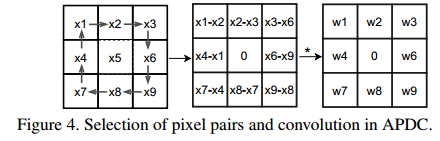 x1 x2 x3 x1-x2 x2-x3 x3-x6 w1 w2 w3
x4 x5 x6 x4-x1 0 x6-x9 * w4 0 w6
x7 x8 x9 x7-x4 x8-x7 x9-x8 w7 w8 w9
Figure 4. Selection of pixel pairs and convolution in APDC.